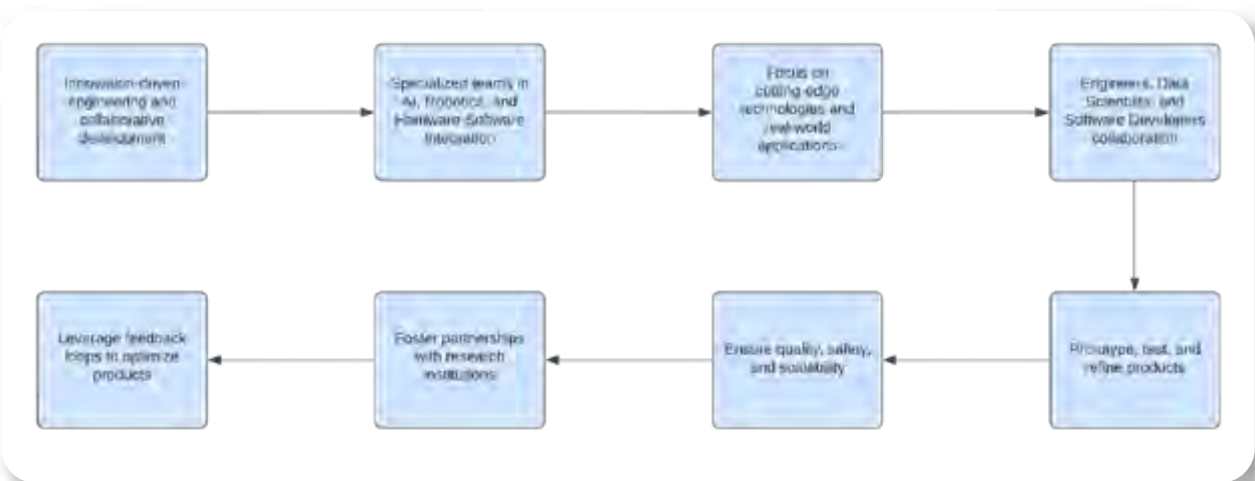 Innovation-driven
engineering and
collaborative
development
Specialized teams in
AI, Robotics, and
Hardware-Software
Integration
Focus on
cutting-edge
technologies and
real-world
applications
Engineers, Data
Scientists, and
Software Developers
collaboration
Prototype, test, and
refine products
Ensure quality, safety,
and scalability
Foster partnerships
with research
institutions
Leverage feedback
loops to optimize
products